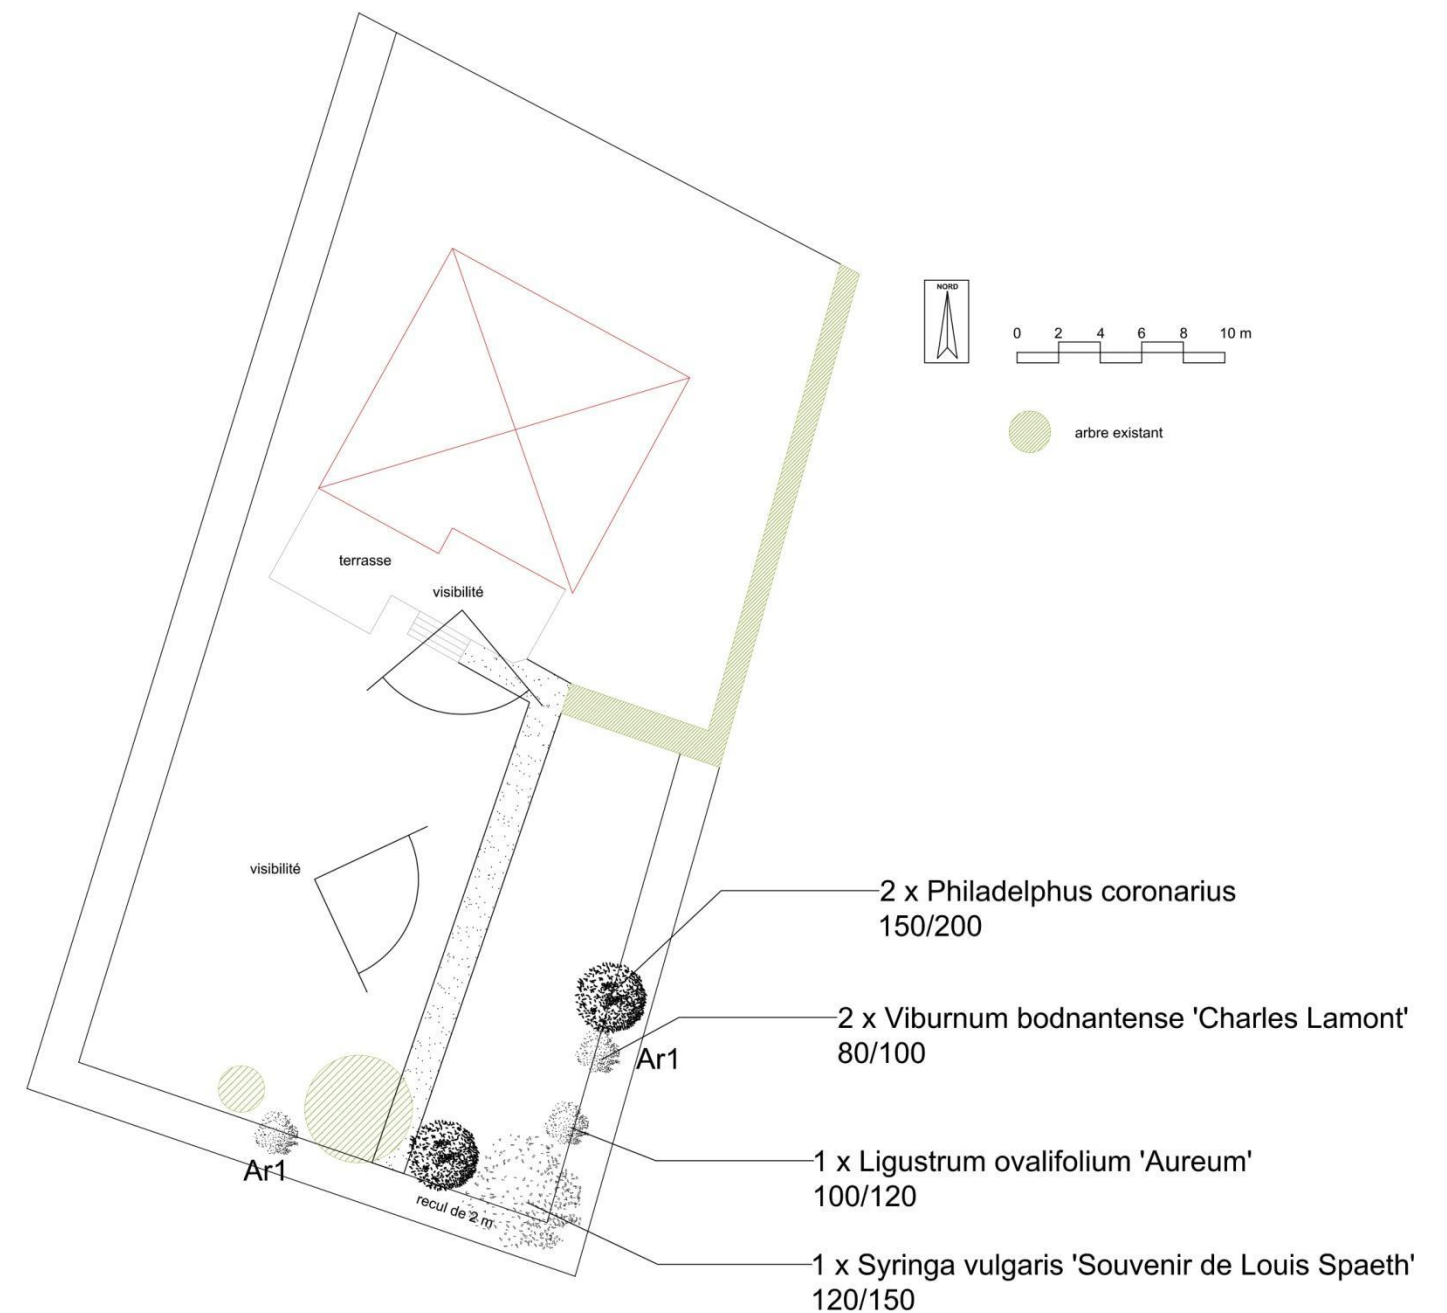 NORD
0 2 4 6 8 10 m
arbre existant
terrasse
visibilité
visibilité
2 x Philadelphus coronarius
150/200
2 x Viburnum bodnantense 'Charles Lamont'
80/100
Ar1
1 x Ligustrum ovalifolium 'Aureum'
100/120
Ar1
recul de 2 m
1 x Syringa vulgaris 'Souvenir de Louis Spaeth'
120/150